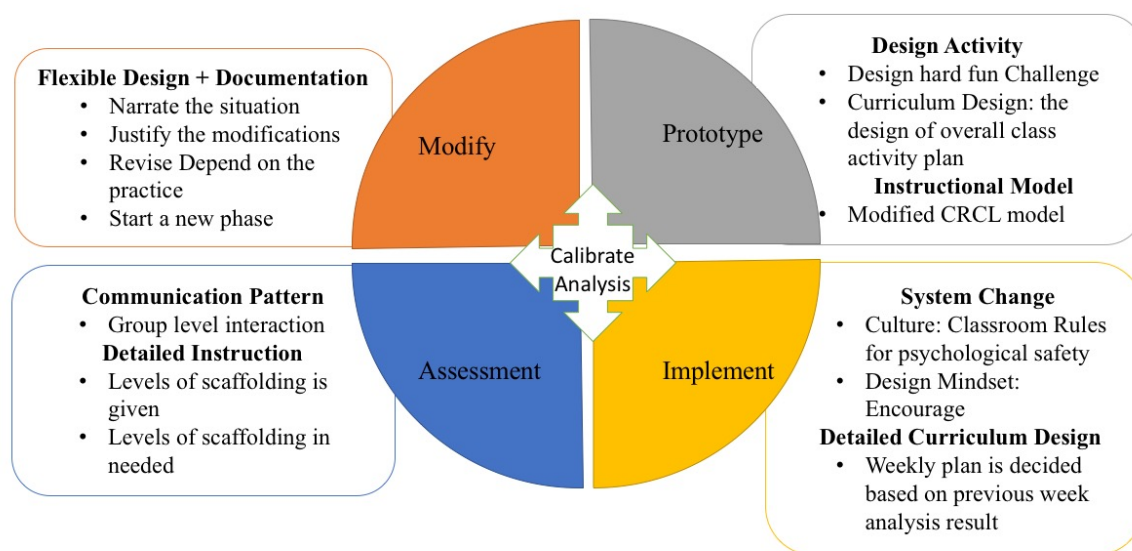 Flexible Design + Documentation
• Narrate the situation
• Justify the modifications
• Revise Depend on the
practice
• Start a new phase
Modify
Prototype
Design Activity
• Design hard fun Challenge
• Curriculum Design: the
design of overall class
activity plan
Instructional Model
• Modified CRCL model
Calibrate
Analysis
Communication Pattern
• Group level interaction
Detailed Instruction
• Levels of scaffolding is
given
• Levels of scaffolding in
needed
Assessment
Implement
System Change
• Culture: Classroom Rules
for psychological safety
• Design Mindset:
Encourage
Detailed Curriculum Design
• Weekly plan is decided
based on previous week
analysis result